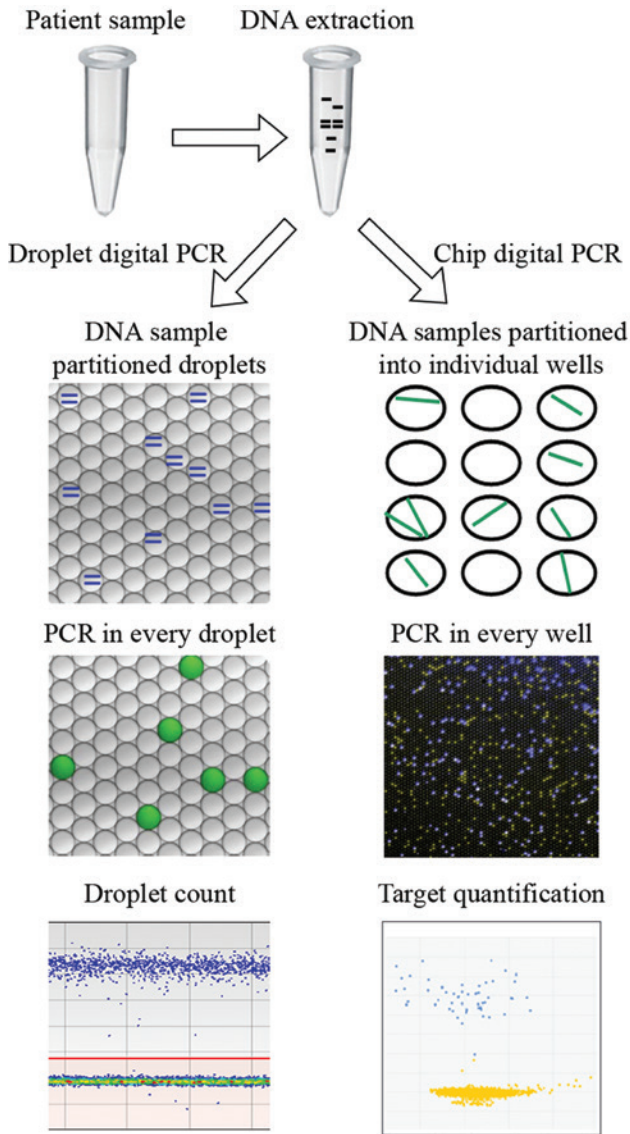 Patient sample
DNA extraction
Droplet digital PCR
Chip digital PCR
DNA sample
partitioned droplets
DNA samples partitioned
into individual wells
PCR in every droplet
PCR in every well
Droplet count
Target quantification